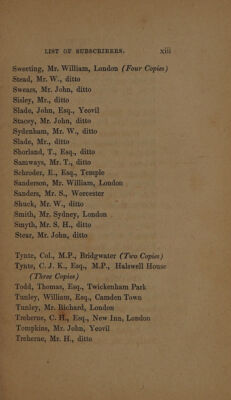 LIST OF SUBSCRIBERS. xiii
Sweeting, Mr. William, London (Four Copies)
Stead, Mr. W., ditto
Swears, Mr. John, ditto
Sisley, Mr., ditto
Slade, John, Esq., Yeovil
Stacey, Mr. John, ditto
Sydenham, Mr. W., ditto
Slade, Mr., ditto
Shorland, T., Esq., ditto
Samways, Mr. T., ditto
Schroder, E., Esq., Temple
Sanderson, Mr. William, London
Sanders, Mr. S., Worcester
Shuck, Mr. W., ditto
Smith, Mr. Sydney, London
Smyth, Mr. S. H., ditto
Stear, Mr. John, ditto
Tynte, Col., M.P., Bridgwater (Two Copies)
Tynte, C. J. K., Esq., M.P., Halswell House
(Three Copies)
Todd, Thomas, Esq., Twickenham Park
Tunley, William, Esq., Camden Town
Tunley, Mr. Richard, London
Treherne, C. H., Esq., New Inn, London
Tompkins, Mr. John, Yeovil
Treherne, Mr. H., ditto